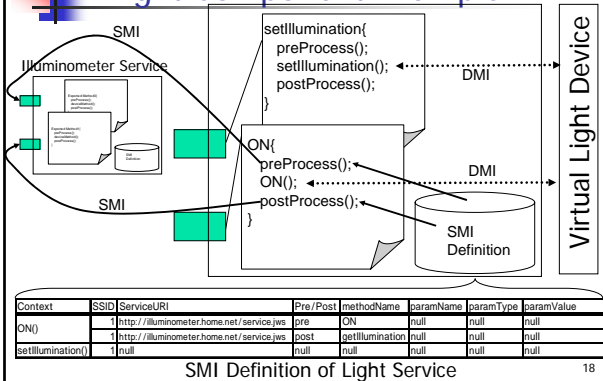 SMI
Illuminometer Service
setIllumination{
preProcess();
setIllumination();
postProcess();
}
DMI
Virtual Light Device
ON{
preProcess();
ON();
postProcess();
}
DMI
SMI
SMI
Definition
Context SSID ServiceURI Pre/Post methodName paramName paramType paramValue
ON() 1 http://illuminometer.home.net/service.jws pre ON null null null
1 http://illuminometer.home.net/service.jws post getIllumination null null null
setIllumination() 1 null null null null null null
SMI Definition of Light Service
18